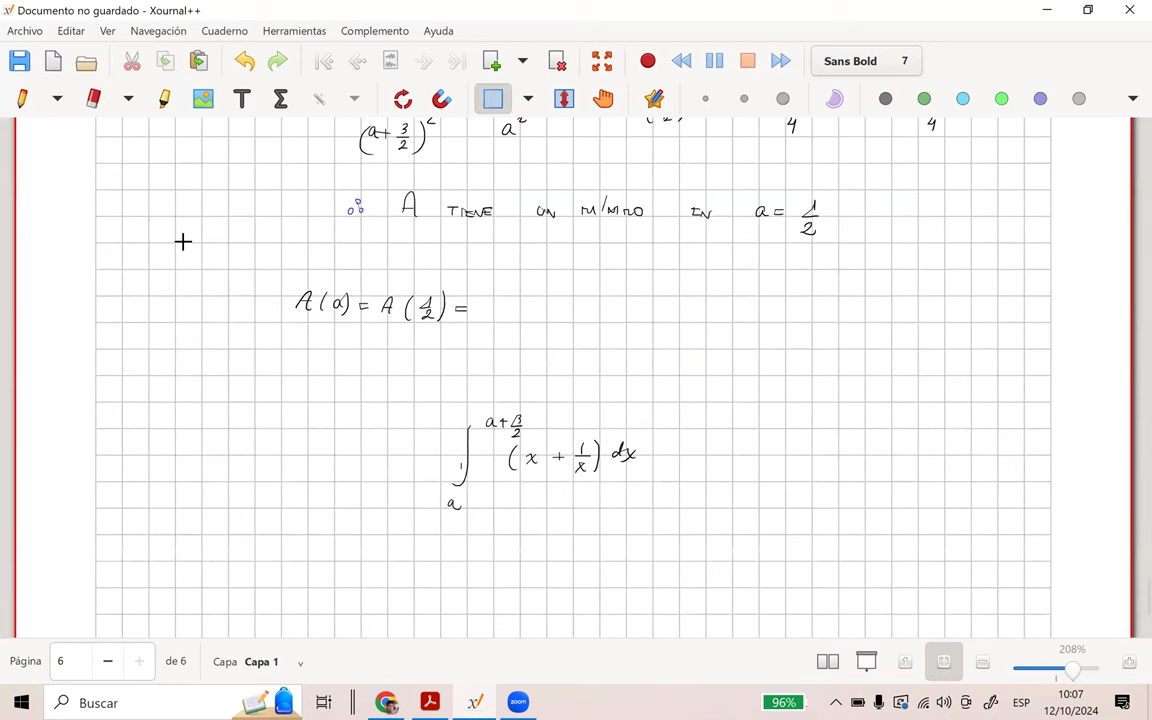 Documento no guardado - Xournal++
Archivo Editar Ver Navegación Cuaderno Herramientas Complemento Ayuda
Sans Bold 7
(a+ 3/2)² a² 4 4
A TIENE UN MÍNIMO EN a = 1/2
A(a) = A(1/2) =
∫ₐ^(a+3/2) (x + 1/x) dx
Página 6 de 6 Capa Capa 1 208%
Buscar 96% ESP 10:07
12/10/2024